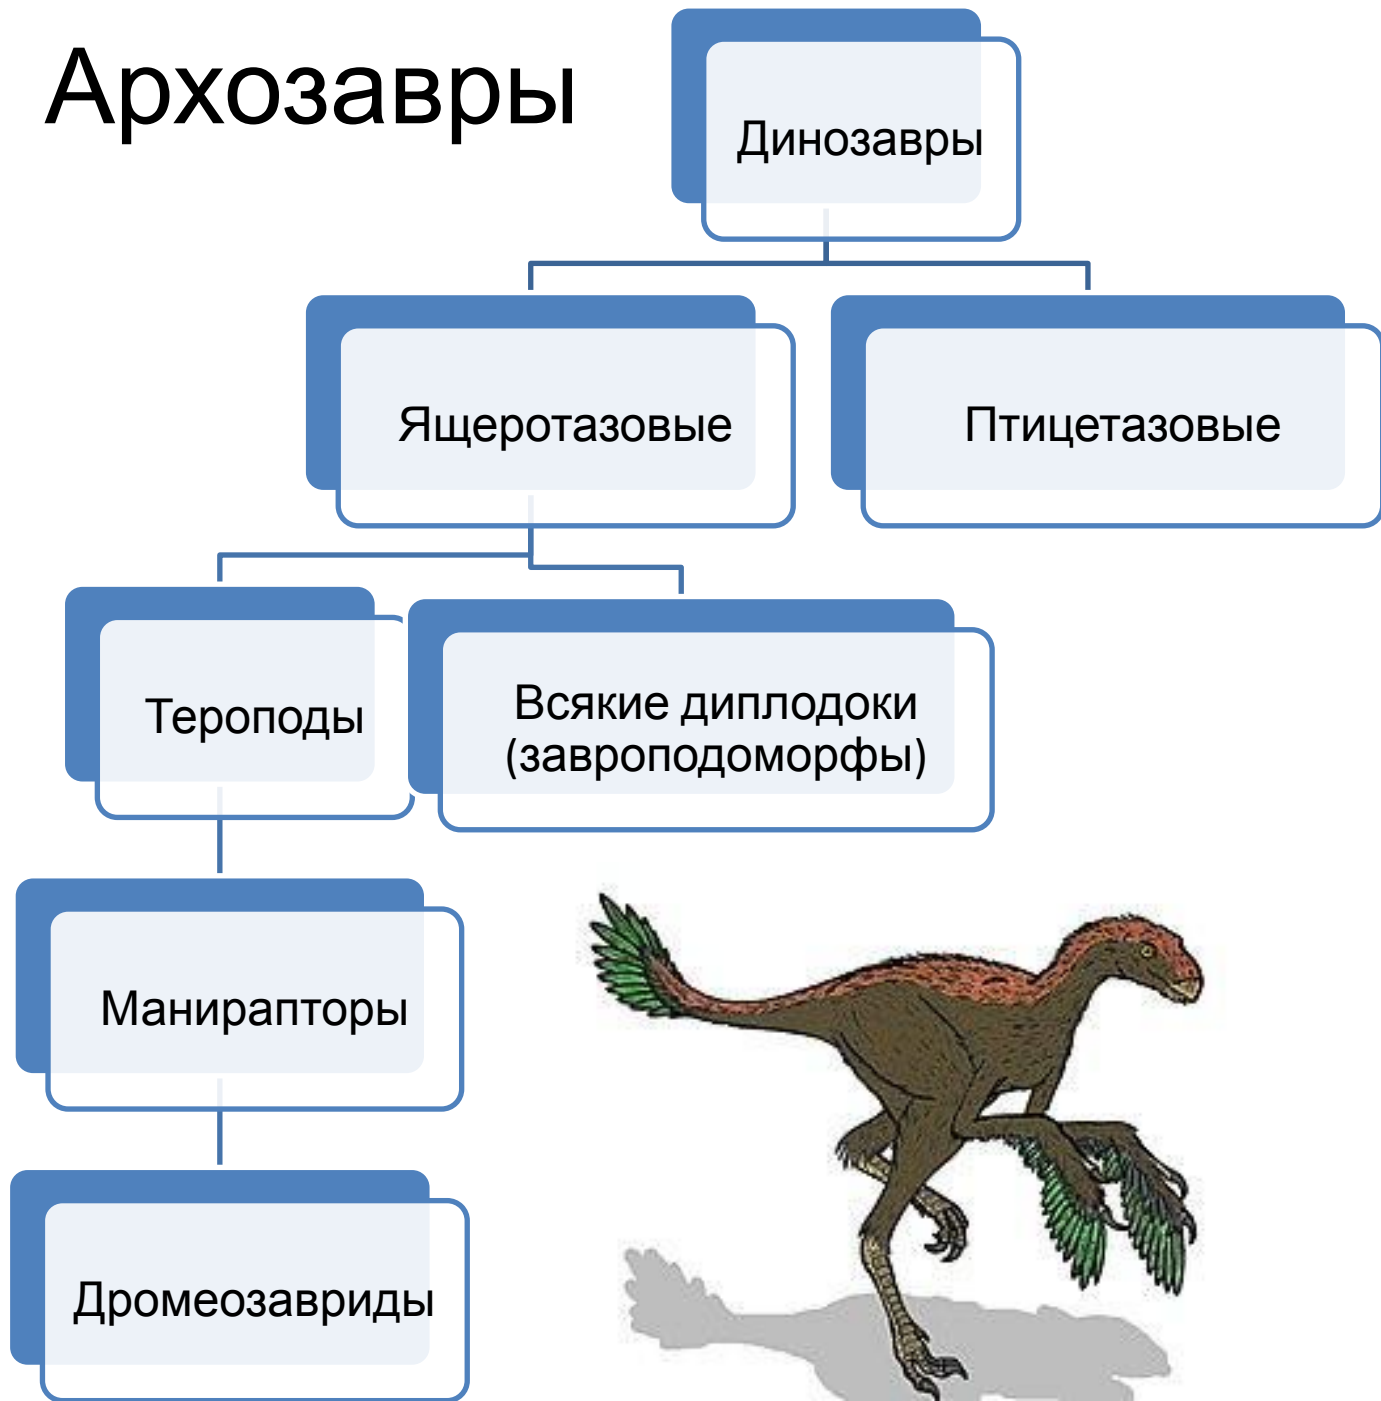 Архозавры
Динозавры
Ящеротазовые
Птицетазовые
Тероподы
Всякие диплодоки
(завроподоморфы)
Манирапторы
Дромеозавриды